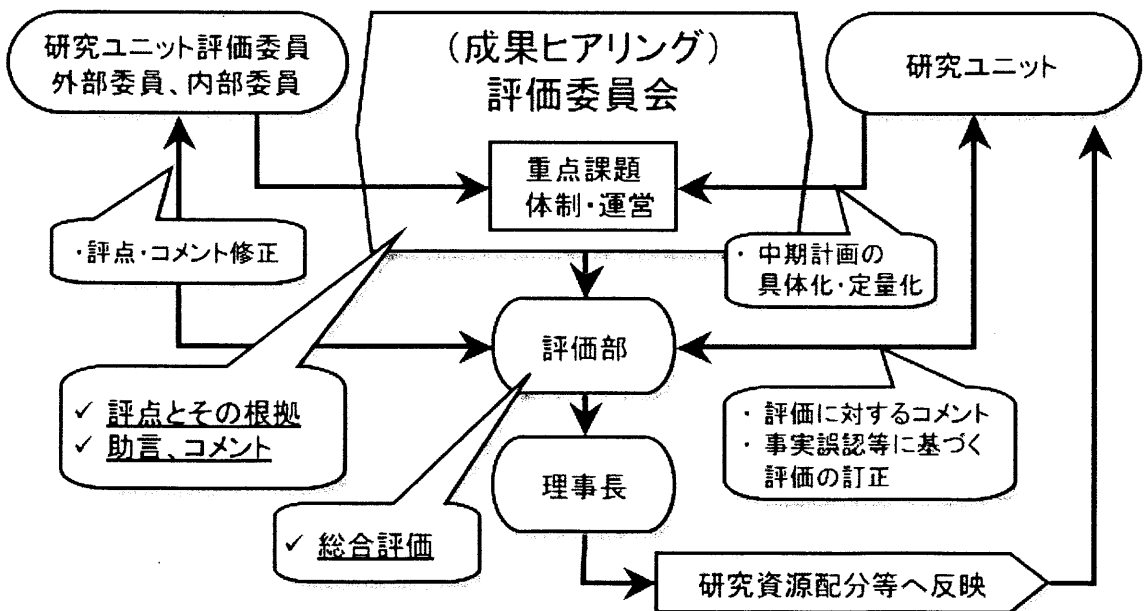 研究ユニット評価委員
外部委員、内部委員
(成果ヒアリング)
評価委員会
研究ユニット
重点課題
体制・運営
・評点・コメント修正
・ 中期計画の
具体化・定量化
評価部
✓ 評点とその根拠
✓ 助言、コメント
・ 評価に対するコメント
・ 事実誤認等に基づく
評価の訂正
理事長
✓ 総合評価
研究資源配分等へ反映